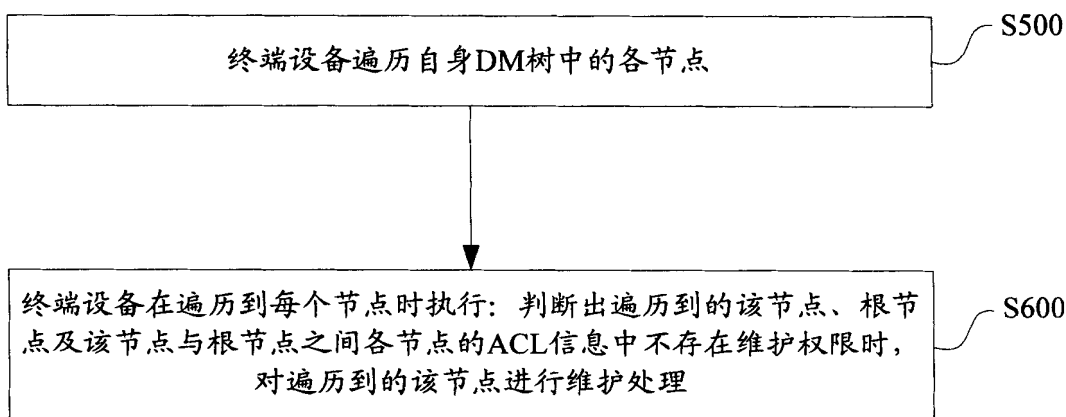 S500
终端设备遍历自身DM树中的各节点
终端设备在遍历到每个节点时执行：判断出遍历到的该节点、根节
点及该节点与根节点之间各节点的ACL信息中不存在维护权限时，
对遍历到的该节点进行维护处理
S600